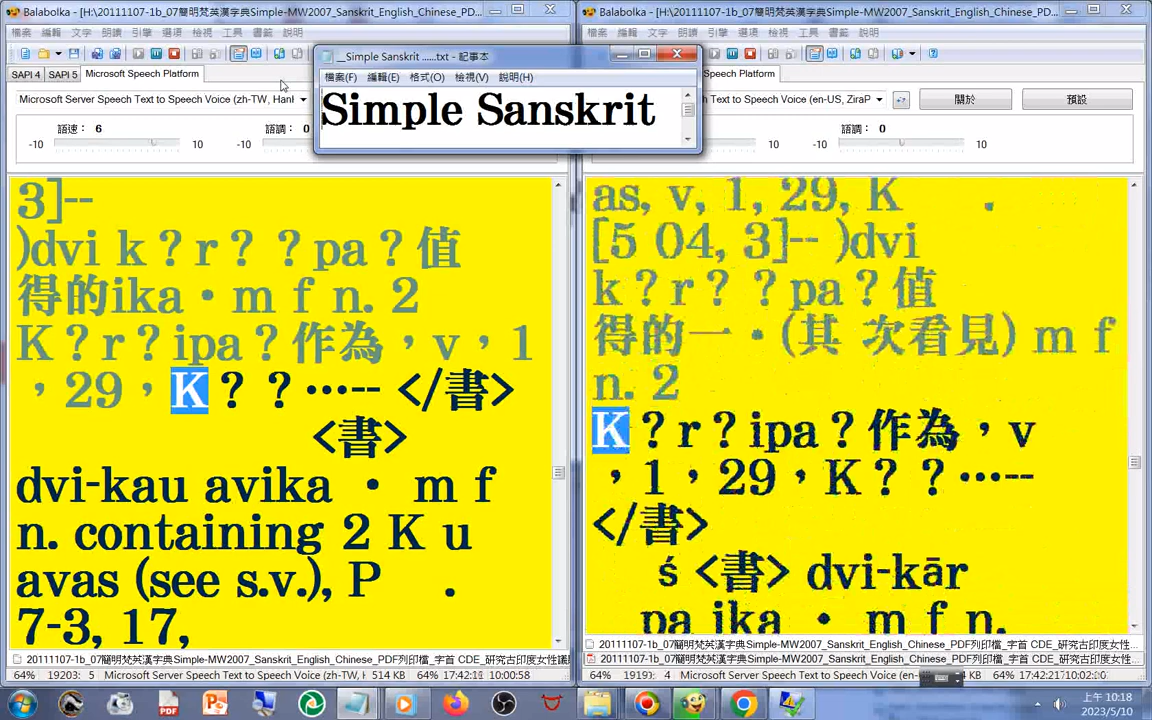 Balabolka - [H:\20111107-1b_07簡明梵英漢字典Simple-MW2007_Sanskrit_English_Chinese_PD...
檔案 編輯 文字 朗讀 引擎 選項 檢視 工具 書籤 說明
SAPI 4 SAPI 5 Microsoft Speech Platform
Microsoft Server Speech Text to Speech Voice (zh-TW, HanH
語速： 6 語調： 0
-10 10 -10
3]--
)dvi k？r？？pa？值
得的ika・m f n. 2
K？r？ipa？作為，v，1
，29，K？？…-- </書>
<書>
dvi-kau avika ・ m f
n. containing 2 K u
avas (see s.v.), P .
7-3, 17,
20111107-1b_07簡明梵英漢字典Simple-MW2007_Sanskrit_English_Chinese_PDF列印檔_字首 CDE_研究古印度女性議
64% 19203: 5 Microsoft Server Speech Text to Speech Voice (zh-TW, H 514 KB 64% 17:42:16 10:00:58
__Simple Sanskrit ......txt - 記事本
檔案(F) 編輯(E) 格式(O) 檢視(V) 說明(H)
Simple Sanskrit
Balabolka - [H:\20111107-1b_07簡明梵英漢字典Simple-MW2007_Sanskrit_English_Chinese_PDF...
檔案 編輯 文字 朗讀 引擎 選項 檢視 工具 書籤 說明
Speech Platform
h Text to Speech Voice (en-US, ZiraP 關於 預設
語調： 0
10 -10 10
as, v, 1, 29, K .
[5 04, 3]-- )dvi
k？r？？pa？值
得的一・(其 次看見) m f
n. 2
K？r？ipa？作為，v
，1，29，K？？…--
</書>
ś <書> dvi-kār
pa ika ・ m f n.
20111107-1b_07簡明梵英漢字典Simple-MW2007_Sanskrit_English_Chinese_PDF列印檔_字首 CDE_研究古印度女性...
20111107-1b_07簡明梵英漢字典Simple-MW2007_Sanskrit_English_Chinese_PDF列印檔_字首 CDE_研究古印度女性...
64% 19191: 4 Microsoft Server Speech Text to Speech Voice (en-U 514 KB 64% 17:42:21
上午 10:18
2023/5/10